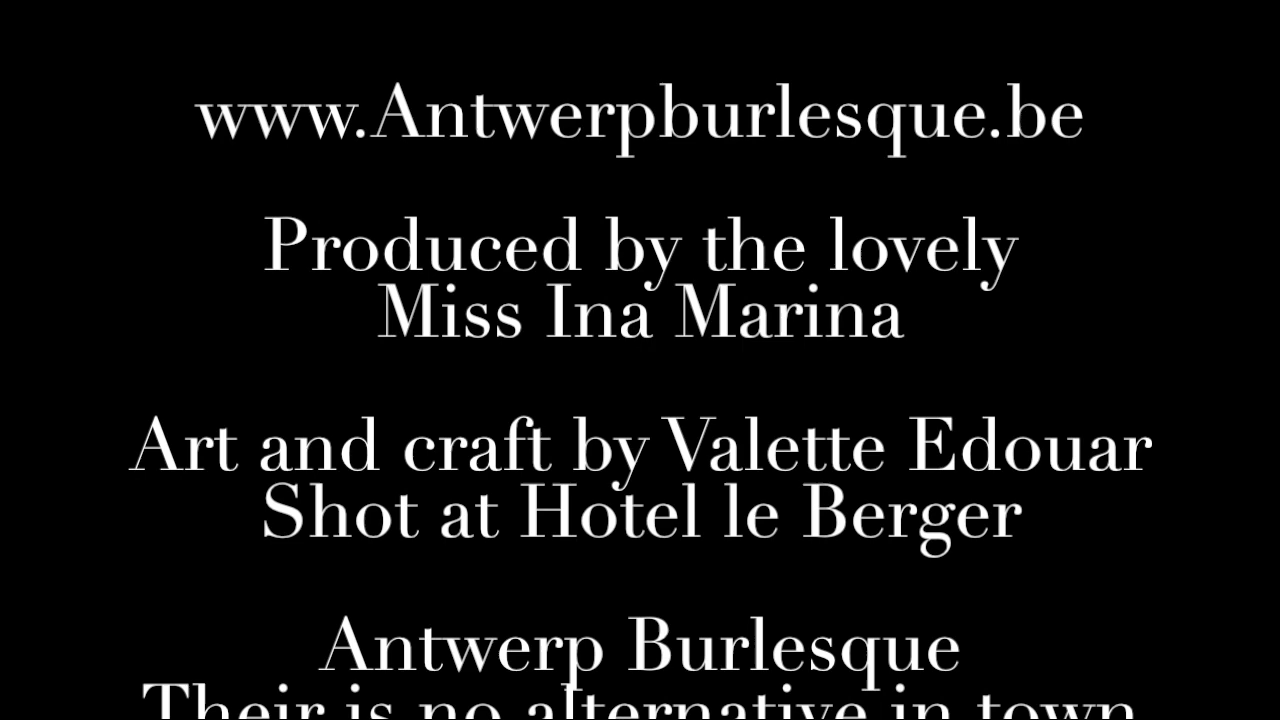 www.Antwerpburlesque.be
Produced by the lovely
Miss Ina Marina
Art and craft by Valette Edouar
Shot at Hotel le Berger
Antwerp Burlesque
Their is no alternative in town